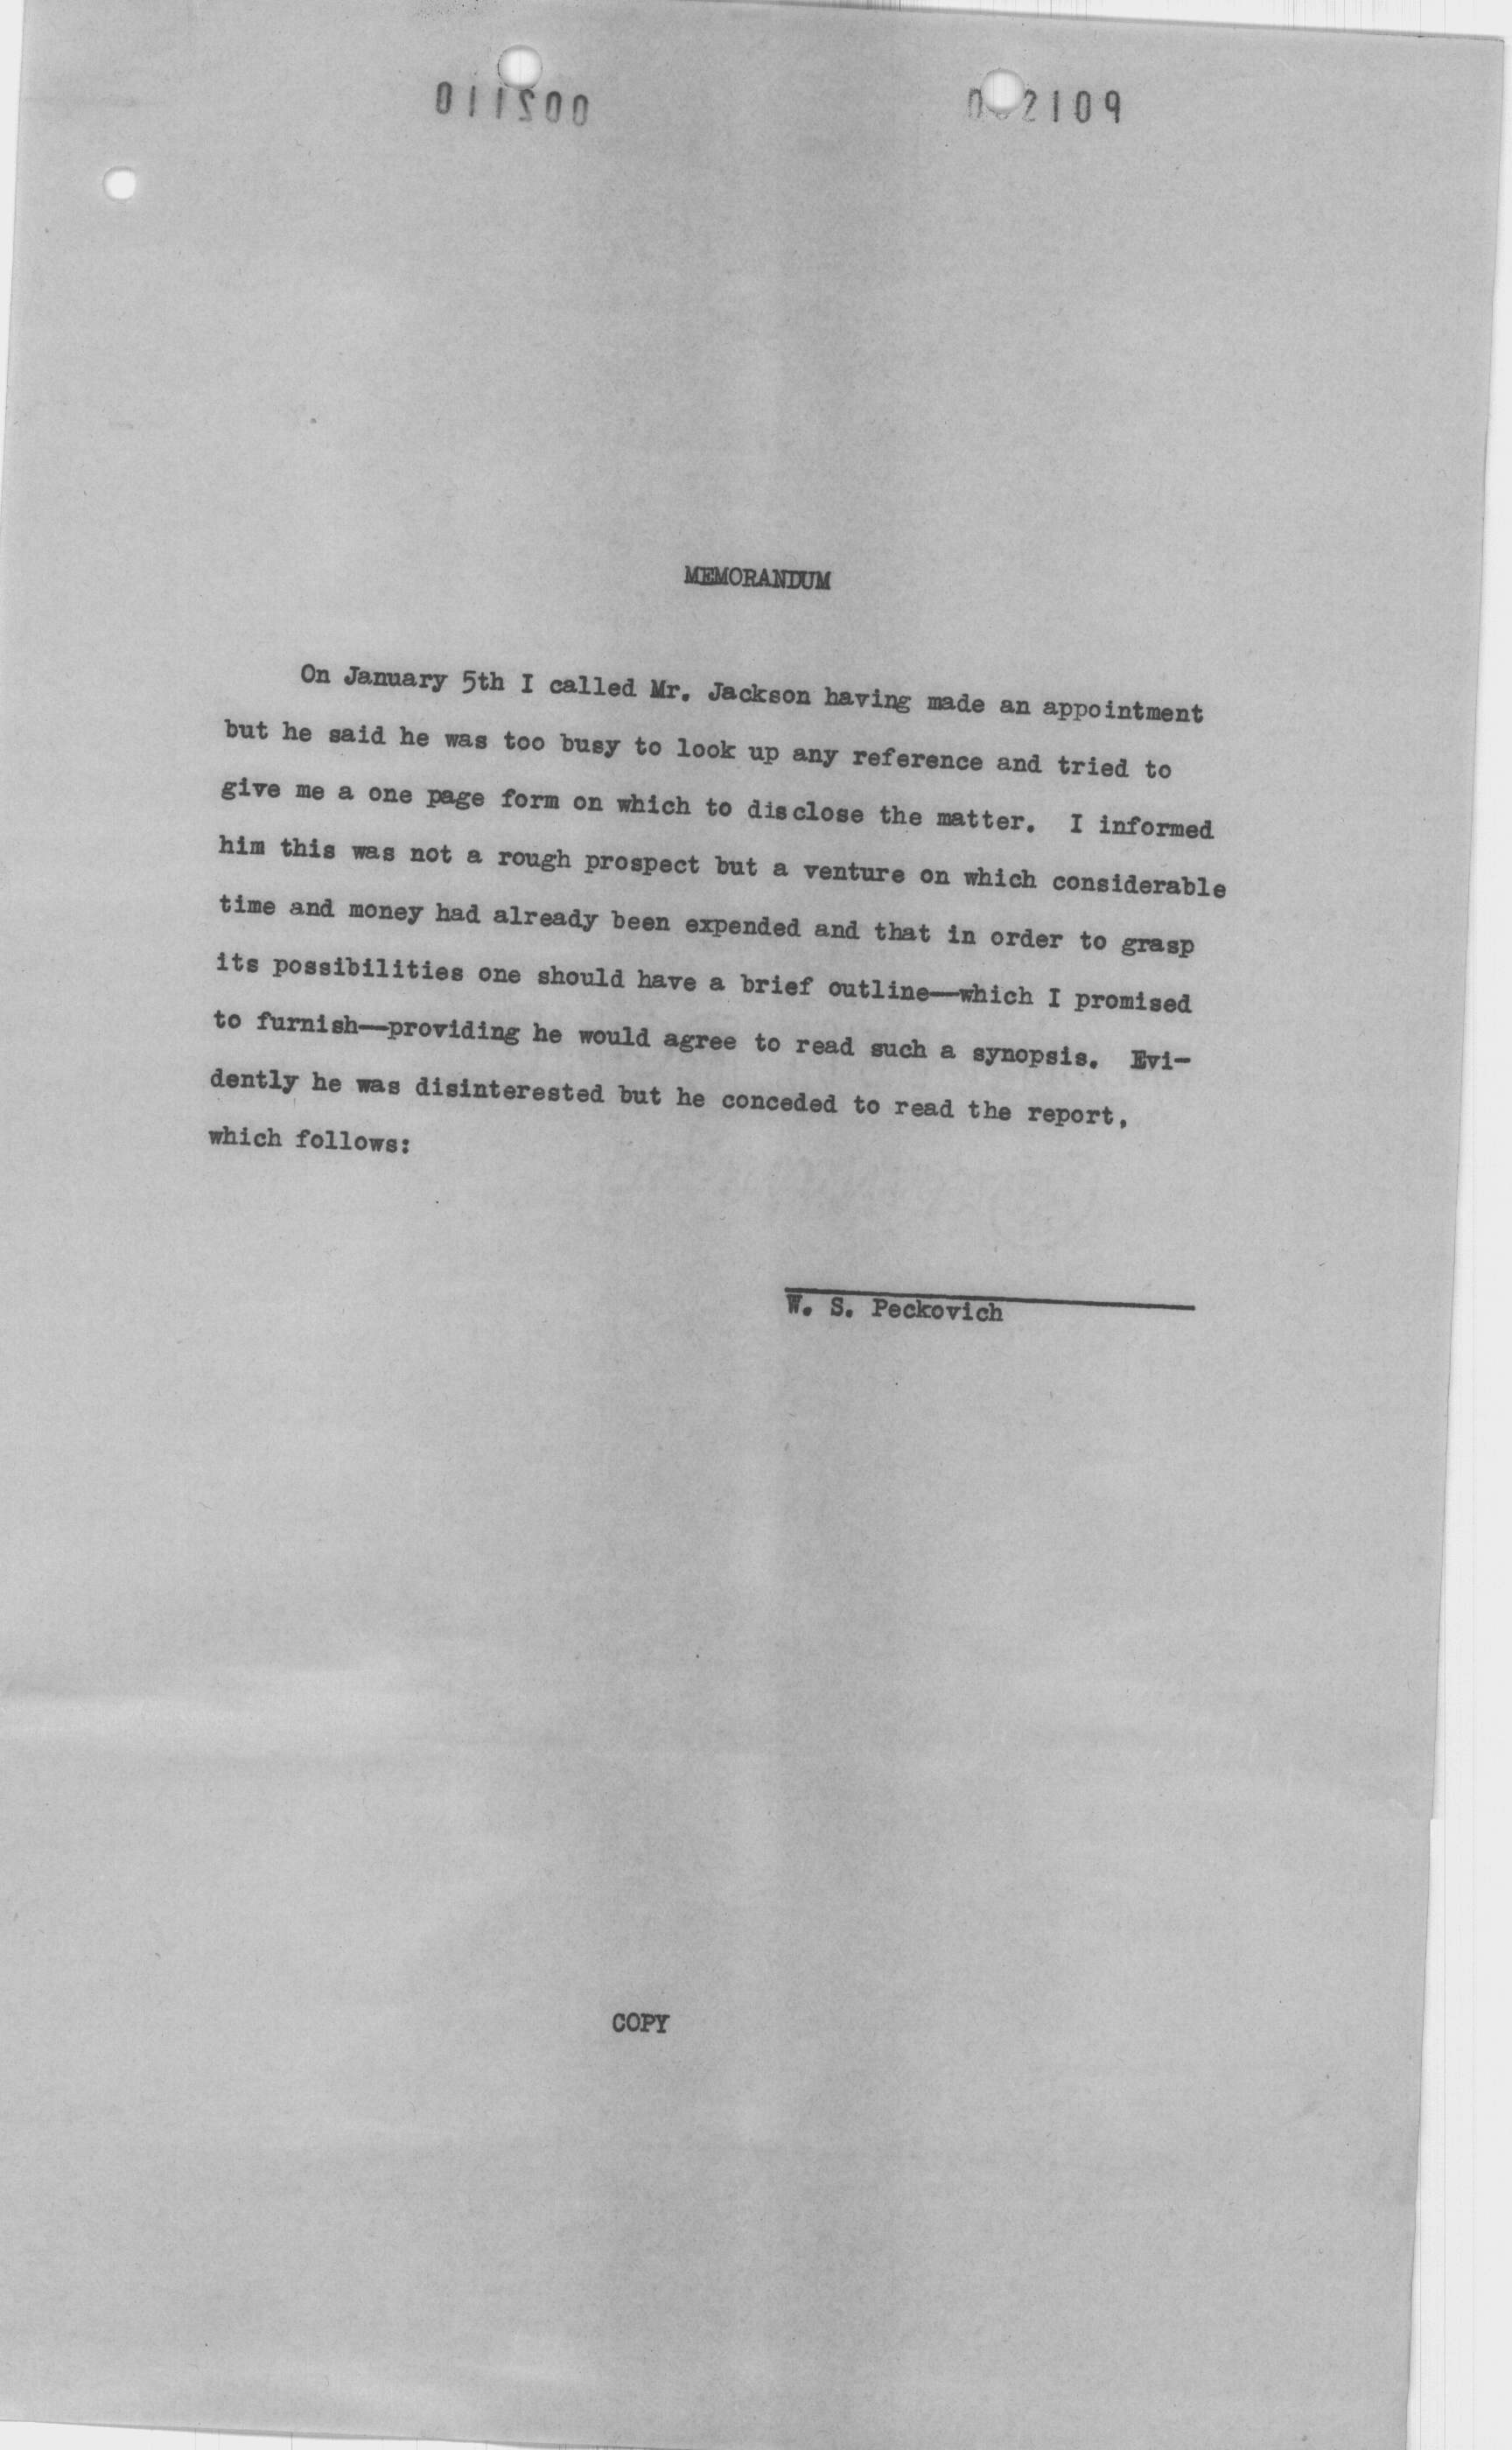 002109
MEMORANDUM
On January 5th I called Mr. Jackson having made an appointment
but he said he was too busy to look up any reference and tried to
give me a one page form on which to disclose the matter. I informed
him this was not a rough prospect but a venture on which considerable
time and money had already been expended and that in order to grasp
its possibilities one should have a brief outline—which I promised
to furnish—providing he would agree to read such a synopsis. Evi-
dently he was disinterested but he conceded to read the report,
which follows:
W. S. Peckovich
COPY